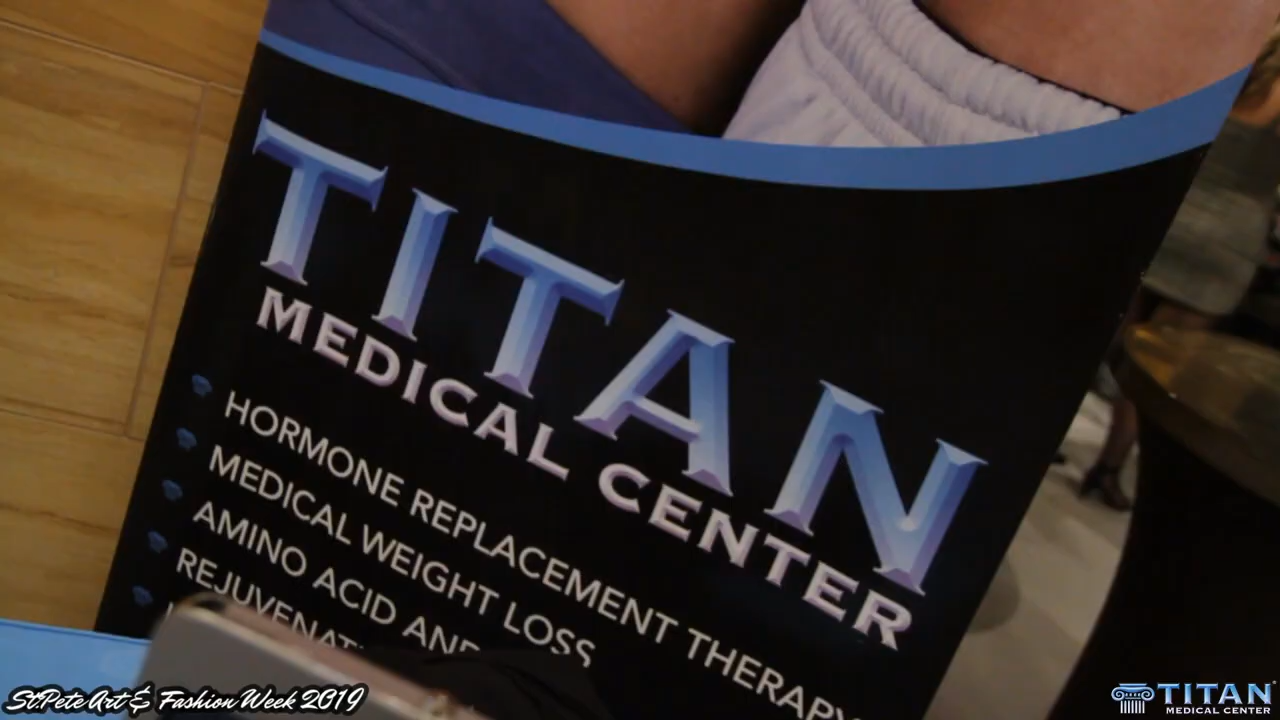 TITAN
MEDICAL CENTER
HORMONE REPLACEMENT THERAPY
MEDICAL WEIGHT LOSS
AMINO ACID
St.Pete Art & Fashion Week 2019
TITAN
MEDICAL CENTER